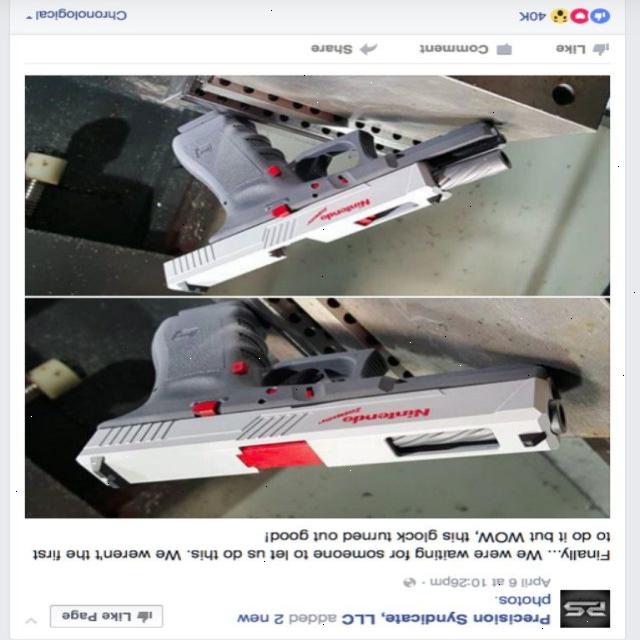 PS
Precision Syndicate, LLC added 2 new
photos.
Like Page
April 6 at 10:26pm ·
Finally.... We were waiting for someone to let us do this. We weren't the first
to do it but WOW, this glock turned out good!
Nintendo
Nintendo
Like
Comment
Share
40K
Chronological